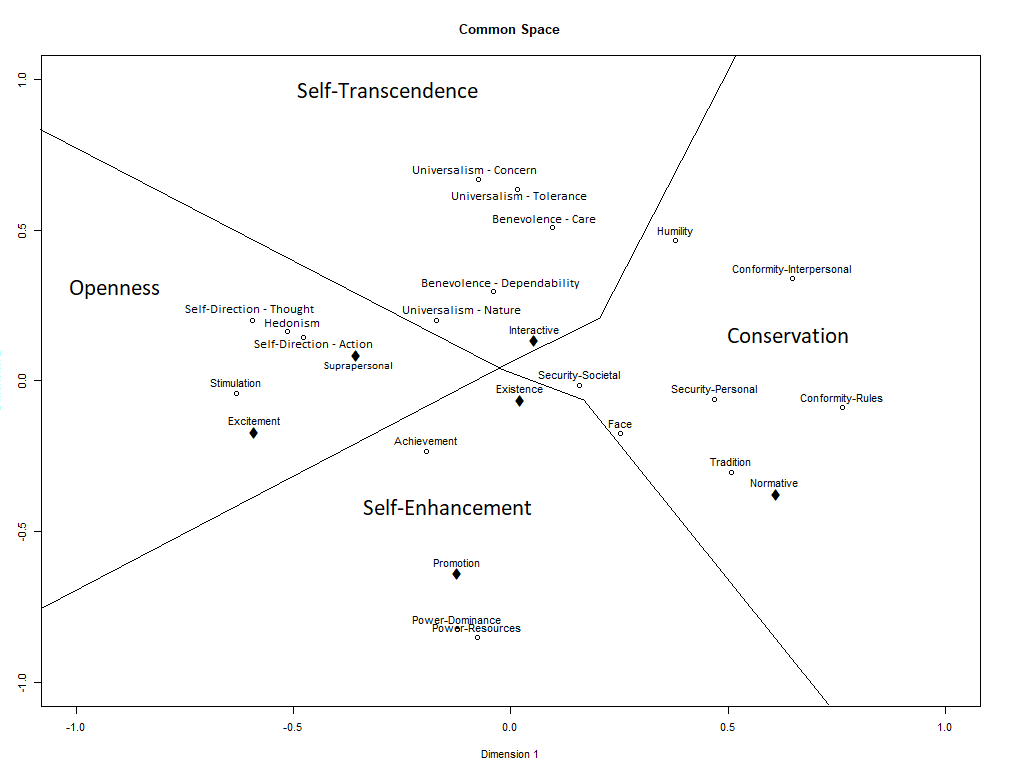 Common Space
Self-Transcendence
Universalism - Concern
Universalism - Tolerance
Benevolence - Care
Humility
Conformity-Interpersonal
Openness
Benevolence - Dependability
Self-Direction - Thought
Universalism - Nature
Hedonism
Interactive
Self-Direction - Action
Conservation
Suprapersonal
Stimulation
Security-Societal
Existence
Security-Personal
Conformity-Rules
Excitement
Face
Achievement
Tradition
Normative
Self-Enhancement
Promotion
Power-Dominance
Power-Resources
1.0
0.5
0.0
-0.5
-1.0
-1.0 -0.5 0.0 0.5 1.0
Dimension 1